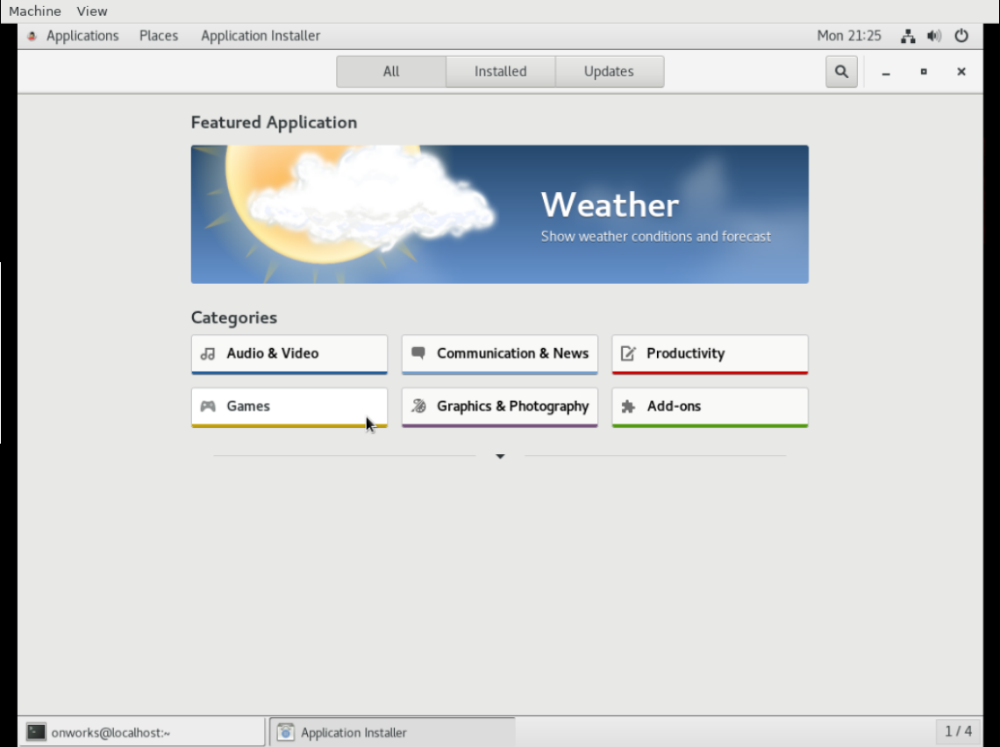 Machine View
Applications Places Application Installer Mon 21:25
All Installed Updates
Featured Application
Weather
Show weather conditions and forecast
Categories
Audio & Video Communication & News Productivity
Games Graphics & Photography Add-ons
onworks@localhost:~ Application Installer 1 / 4